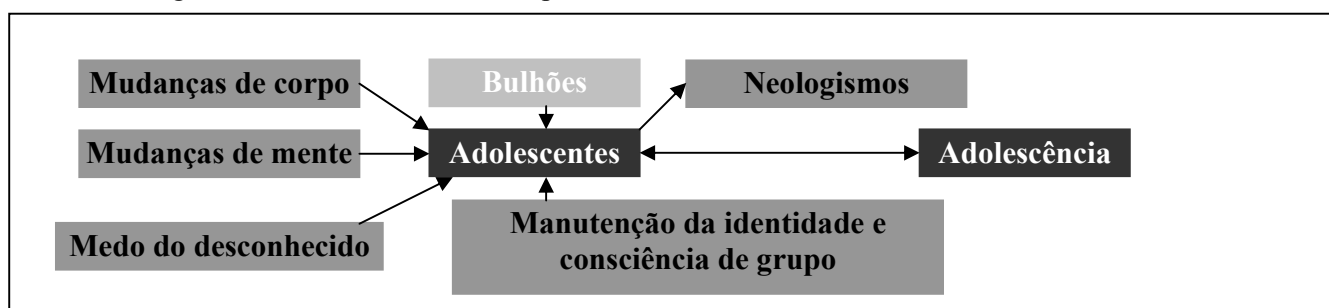 Mudanças de corpo
Bulhões
Neologismos
Mudanças de mente
Adolescentes
Adolescência
Medo do desconhecido
Manutenção da identidade e
consciência de grupo